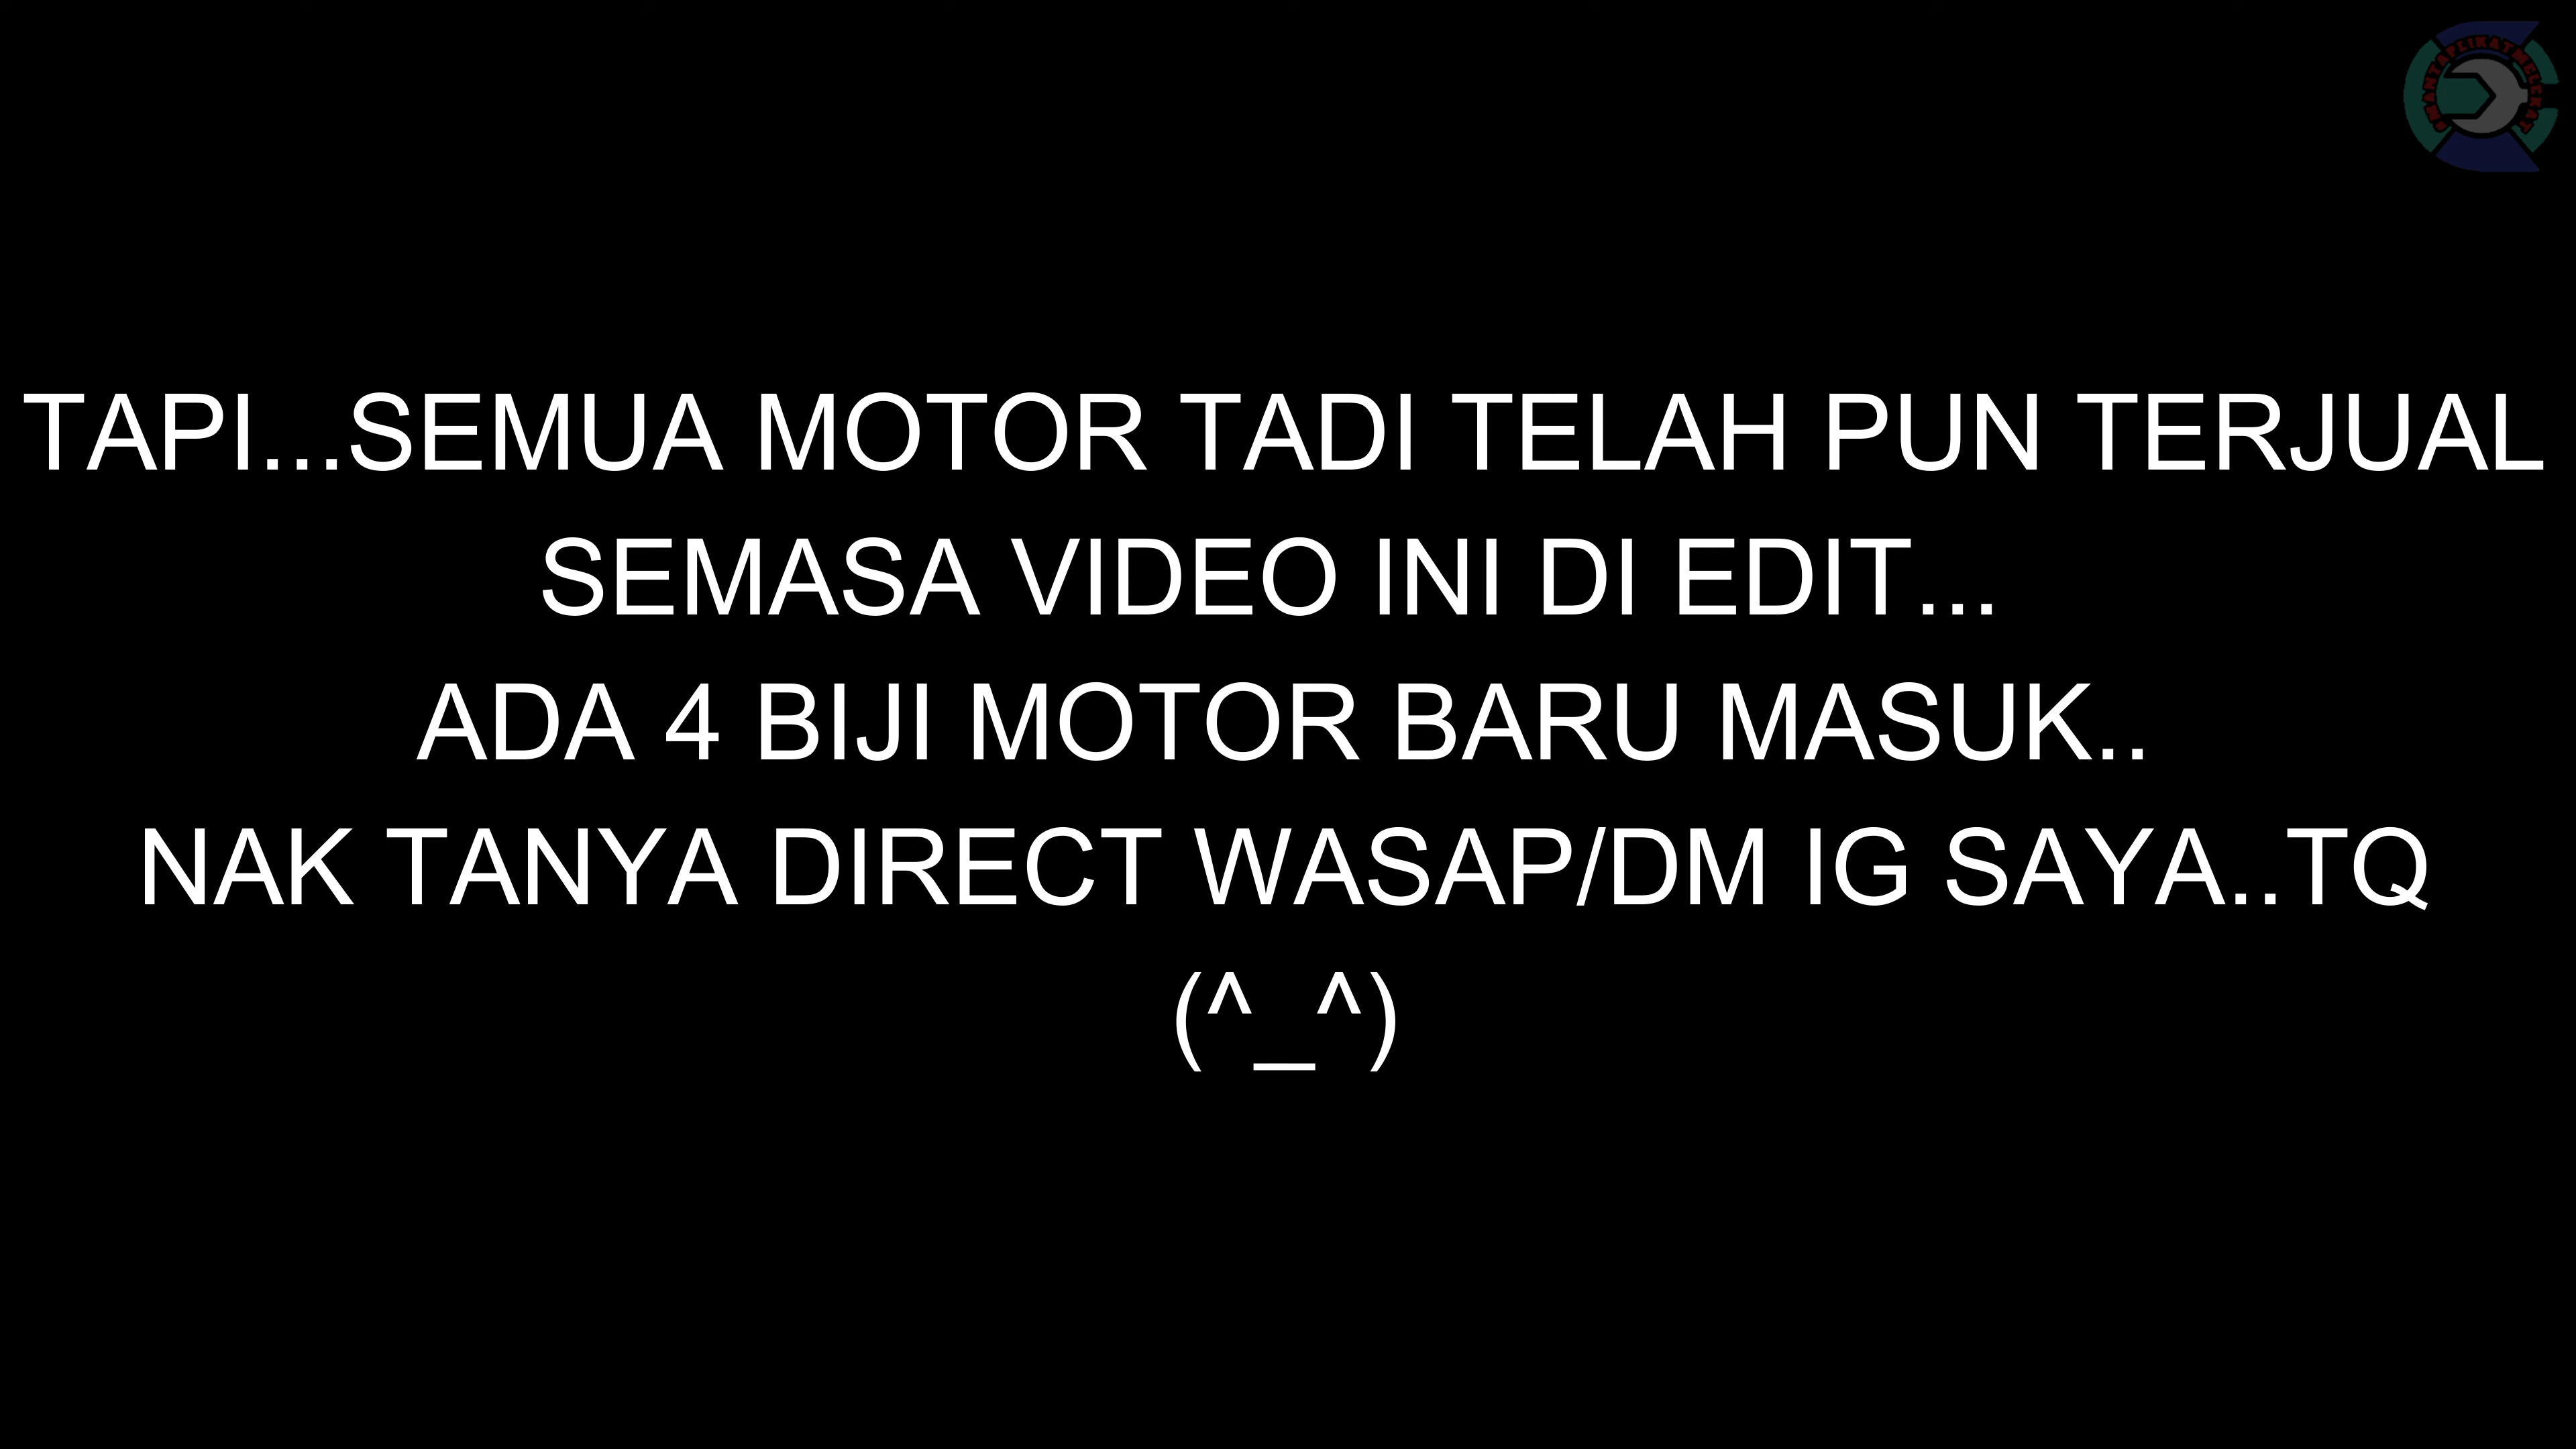 TAPI...SEMUA MOTOR TADI TELAH PUN TERJUAL
SEMASA VIDEO INI DI EDIT...
ADA 4 BIJI MOTOR BARU MASUK..
NAK TANYA DIRECT WASAP/DM IG SAYA..TQ
(^_^)